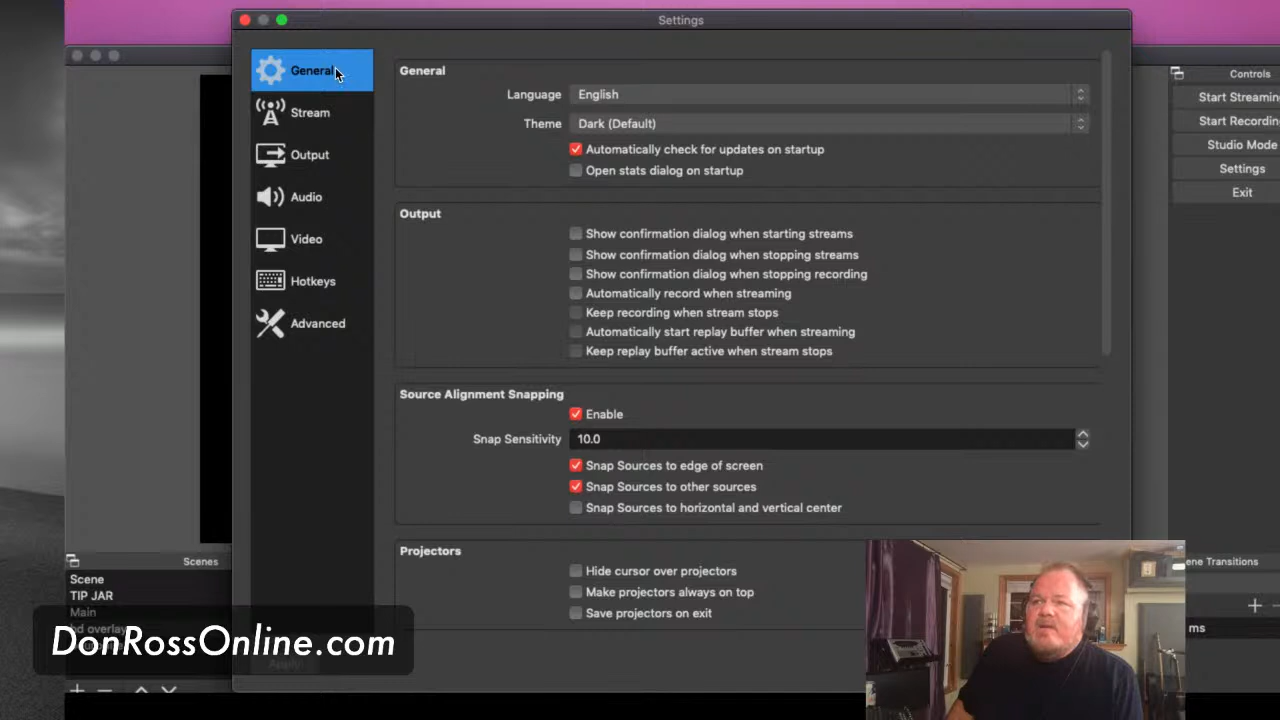 Settings
General
Stream
Output
Audio
Video
Hotkeys
Advanced
General
Language English
Theme Dark (Default)
Automatically check for updates on startup
Open stats dialog on startup
Output
Show confirmation dialog when starting streams
Show confirmation dialog when stopping streams
Show confirmation dialog when stopping recording
Automatically record when streaming
Keep recording when stream stops
Automatically start replay buffer when streaming
Keep replay buffer active when stream stops
Source Alignment Snapping
Enable
Snap Sensitivity 10.0
Snap Sources to edge of screen
Snap Sources to other sources
Snap Sources to horizontal and vertical center
Projectors
Hide cursor over projectors
Make projectors always on top
Save projectors on exit
Apply
Controls
Start Streamin
Start Recordin
Studio Mode
Settings
Exit
Scenes
Scene
TIP JAR
Main
bd overlay
ene Transitions
ms
DonRossOnline.com